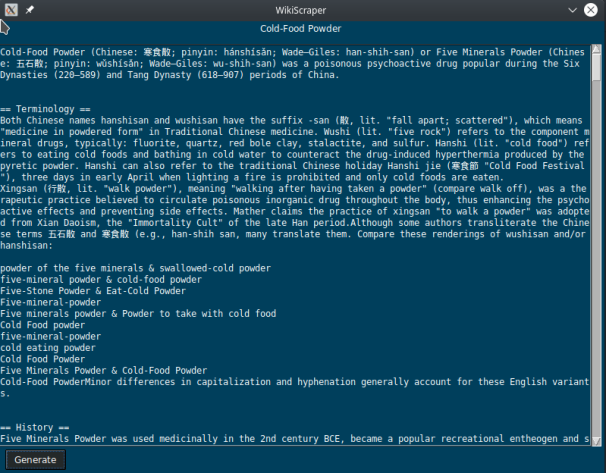 WikiScraper
Cold-Food Powder
Cold-Food Powder (Chinese: 寒食散; pinyin: hánshísǎn; Wade–Giles: han-shih-san) or Five Minerals Powder (Chines
e: 五石散; pinyin: wǔshísǎn; Wade–Giles: wu-shih-san) was a poisonous psychoactive drug popular during the Six
Dynasties (220–589) and Tang Dynasty (618–907) periods of China.
== Terminology ==
Both Chinese names hanshisan and wushisan have the suffix -san (散, lit. "fall apart; scattered"), which means
"medicine in powdered form" in Traditional Chinese medicine. Wushi (lit. "five rock") refers to the component m
ineral drugs, typically: fluorite, quartz, red bole clay, stalactite, and sulfur. Hanshi (lit. "cold food") ref
ers to eating cold foods and bathing in cold water to counteract the drug-induced hyperthermia produced by the
pyretic powder. Hanshi can also refer to the traditional Chinese holiday Hanshi jie (寒食節 "Cold Food Festival
"), three days in early April when lighting a fire is prohibited and only cold foods are eaten.
Xingsan (行散, lit. "walk powder"), meaning "walking after having taken a powder" (compare walk off), was a the
rapeutic practice believed to circulate poisonous inorganic drug throughout the body, thus enhancing the psycho
active effects and preventing side effects. Mather claims the practice of xingsan "to walk a powder" was adopte
d from Xian Daoism, the "Immortality Cult" of the late Han period.Although some authors transliterate the Chine
se terms 五石散 and 寒食散 (e.g., han-shih san, many translate them. Compare these renderings of wushisan and/or
hanshisan:
powder of the five minerals & swallowed-cold powder
five-mineral powder & cold-food powder
Five-Stone Powder & Eat-Cold Powder
Five-mineral-powder
Five minerals powder & Powder to take with cold food
Cold Food powder
five-mineral-powder
cold eating powder
Cold Food Powder
Five Minerals Powder & Cold-Food Powder
Cold-Food PowderMinor differences in capitalization and hyphenation generally account for these English variant
s.
== History ==
Five Minerals Powder was used medicinally in the 2nd century BCE, became a popular recreational entheogen and s
Generate